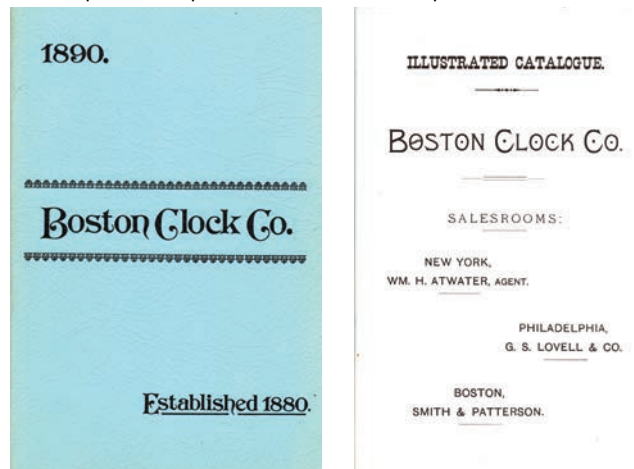 1890.
Boston Clock Co.
Established 1880.
ILLUSTRATED CATALOGUE.
BOSTON CLOCK CO.
SALESROOMS:
NEW YORK,
WM. H. ATWATER, AGENT.
PHILADELPHIA,
G. S. LOVELL & CO.
BOSTON,
SMITH & PATTERSON.